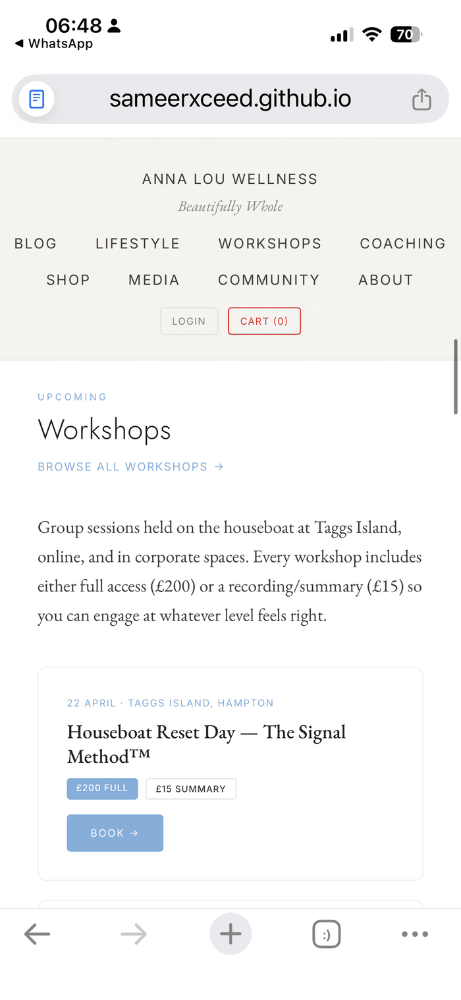 06:48
WhatsApp
70
sameerxceed.github.io
ANNA LOU WELLNESS
Beautifully Whole
BLOG LIFESTYLE WORKSHOPS COACHING
SHOP MEDIA COMMUNITY ABOUT
LOGIN CART (0)
UPCOMING
Workshops
BROWSE ALL WORKSHOPS →
Group sessions held on the houseboat at Taggs Island,
online, and in corporate spaces. Every workshop includes
either full access (£200) or a recording/summary (£15) so
you can engage at whatever level feels right.
22 APRIL · TAGGS ISLAND, HAMPTON
Houseboat Reset Day — The Signal
Method™™
£200 FULL £15 SUMMARY
BOOK →
:)